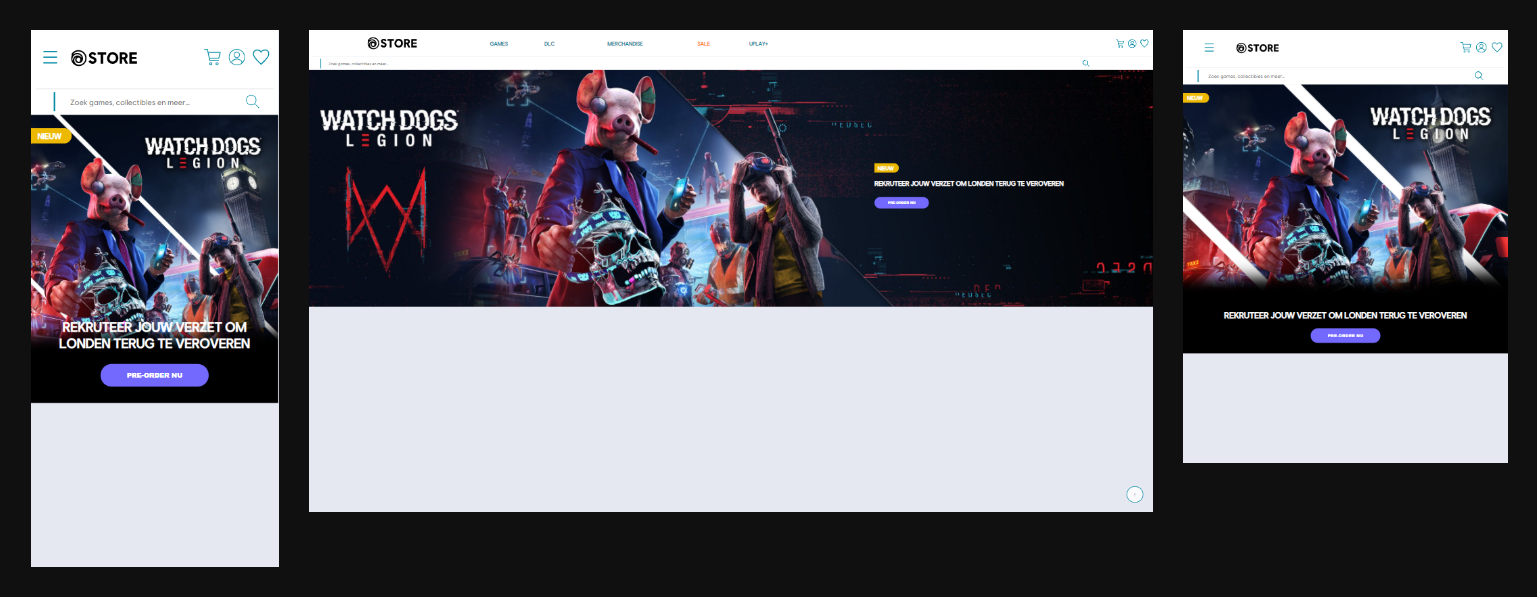 STORE
Zoek games, collectibles en meer...
NIEUW
WATCH DOGS
LEGION
REKRUTEER JOUW VERZET OM
LONDEN TERUG TE VEROVEREN
PRE-ORDER NU
STORE
GAMES
DLC
MERCHANDISE
SALE
UPLAY+
Zoek games, collectibles en meer...
WATCH DOGS
LEGION
NIEUW
REKRUTEER JOUW VERZET OM LONDEN TERUG TE VEROVEREN
PRE-ORDER NU
STORE
Zoek games, collectibles en meer...
NIEUW
WATCH DOGS
LEGION
TAXI
REKRUTEER JOUW VERZET OM LONDEN TERUG TE VEROVEREN
PRE-ORDER NU